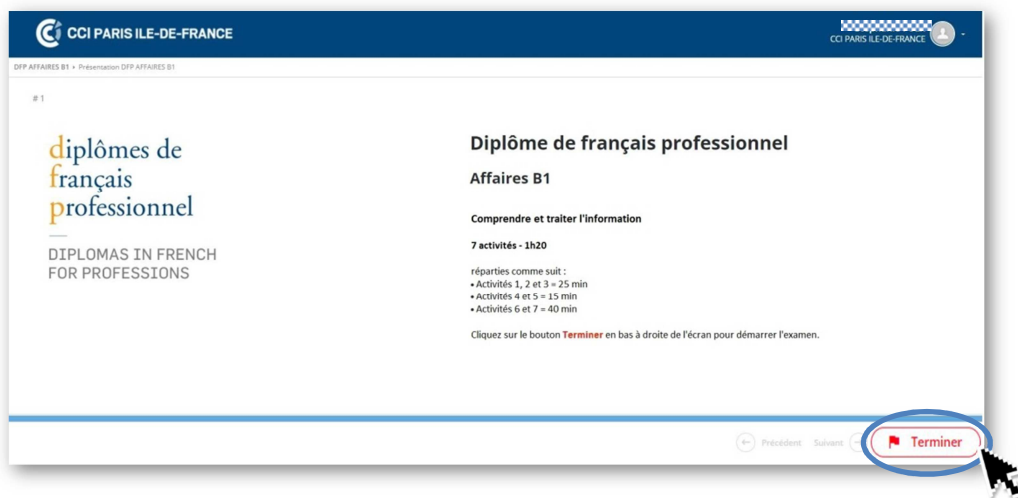 CCI PARIS ILE-DE-FRANCE
CCI PARIS ILE-DE-FRANCE
DFP AFFAIRES B1 • Présentation DFP AFFAIRES B1
#1
diplômes de
français
professionnel
DIPLOMAS IN FRENCH
FOR PROFESSIONS
Diplôme de français professionnel
Affaires B1
Comprendre et traiter l'information
7 activités - 1h20
réparties comme suit :
• Activités 1, 2 et 3 = 25 min
• Activités 4 et 5 = 15 min
• Activités 6 et 7 = 40 min
Cliquez sur le bouton Terminer en bas à droite de l'écran pour démarrer l'examen.
Précédent Suivant Terminer